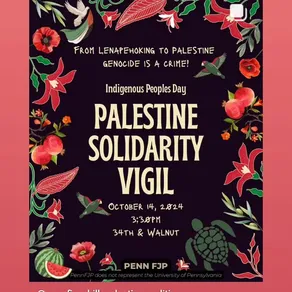 FROM LENAPEHOKING TO PALESTINE
GENOCIDE IS A CRIME!
Indigenous Peoples Day
PALESTINE
SOLIDARITY
VIGIL
OCTOBER 14, 2024
3:30PM
34TH & WALNUT
PENN FJP
PennFJP does not represent the University of Pennsylvania